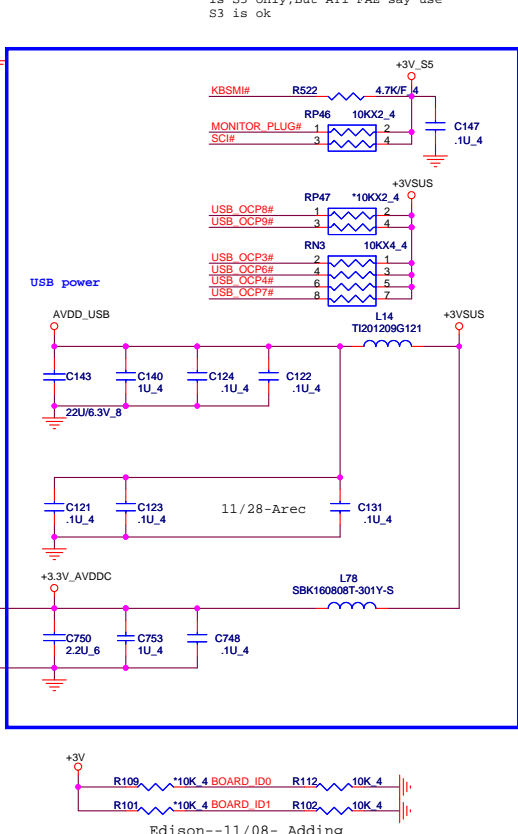 is S5 only,But ATI FAE say use
S3 is ok
+3V_S5
KBSMI# R522 4.7K/F_4
RP46 10KX2_4
MONITOR_PLUG# 1 2
SCI# 3 4
C147
.1U_4
+3VSUS
RP47 *10KX2_4
USB_OCP8# 1 2
USB_OCP9# 3 4
RN3 10KX4_4
USB_OCP3# 2 1
USB_OCP6# 4 3
USB_OCP4# 6 5
USB_OCP7# 8 7
USB power
AVDD_USB
L14
TI201209G121
+3VSUS
C143
22U/6.3V_8
C140
1U_4
C124
.1U_4
C122
.1U_4
C121
.1U_4
C123
.1U_4
11/28-Arec
C131
.1U_4
+3.3V_AVDDC
L78
SBK160808T-301Y-S
C750
2.2U_6
C753
1U_4
C748
.1U_4
+3V
R109 *10K_4 BOARD_ID0 R112 10K_4
R101 *10K_4 BOARD_ID1 R102 10K_4
Edison--11/08- Adding